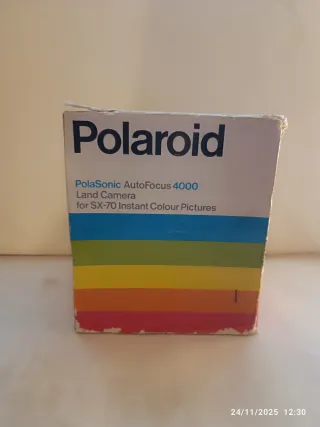 Polaroid
PolaSonic AutoFocus 4000
Land Camera
for SX-70 Instant Colour Pictures
24/11/2025 12:30